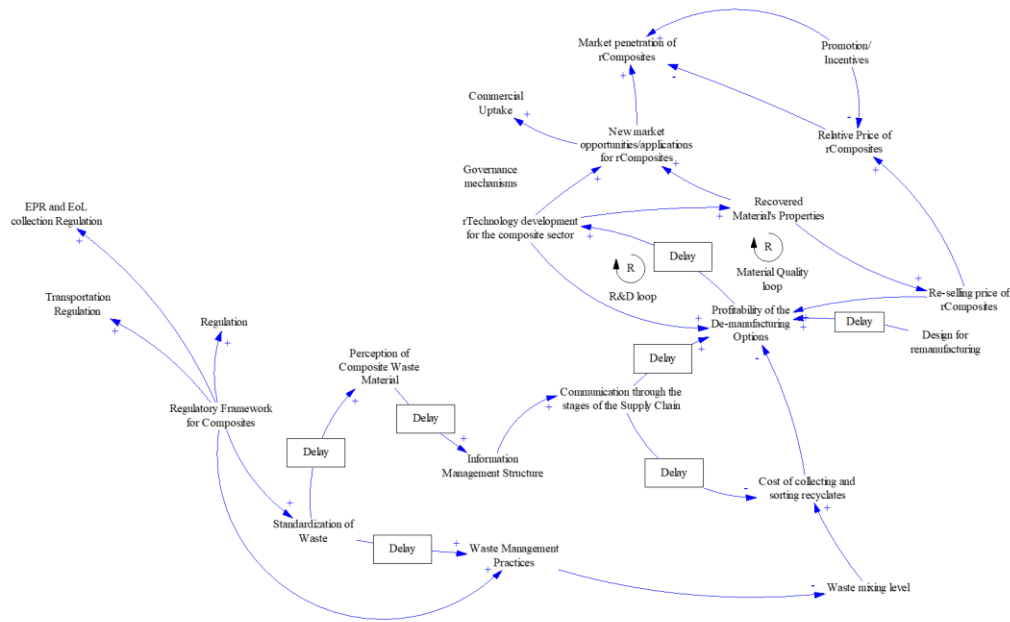 Market penetration of
rComposites
Promotion/
Incentives
Commercial
Uptake
New market
opportunities/applications
for rComposites
Relative Price of
rComposites
Governance
mechanisms
EPR and EoL
collection Regulation
Recovered
Material's Properties
rTechnology development
for the composite sector
Delay
R
R
R&D loop
Material Quality
loop
Transportation
Regulation
Regulation
Re-selling price of
rComposites
Profitability of the
De-manufacturing
Options
Delay
Design for
remanufacturing
Perception of
Composite Waste
Material
Delay
Communication through the
stages of the Supply Chain
Regulatory Framework
for Composites
Delay
Delay
Information
Management Structure
Delay
Cost of collecting and
sorting recyclates
Standardization of
Waste
Delay
Waste Management
Practices
Waste mixing level